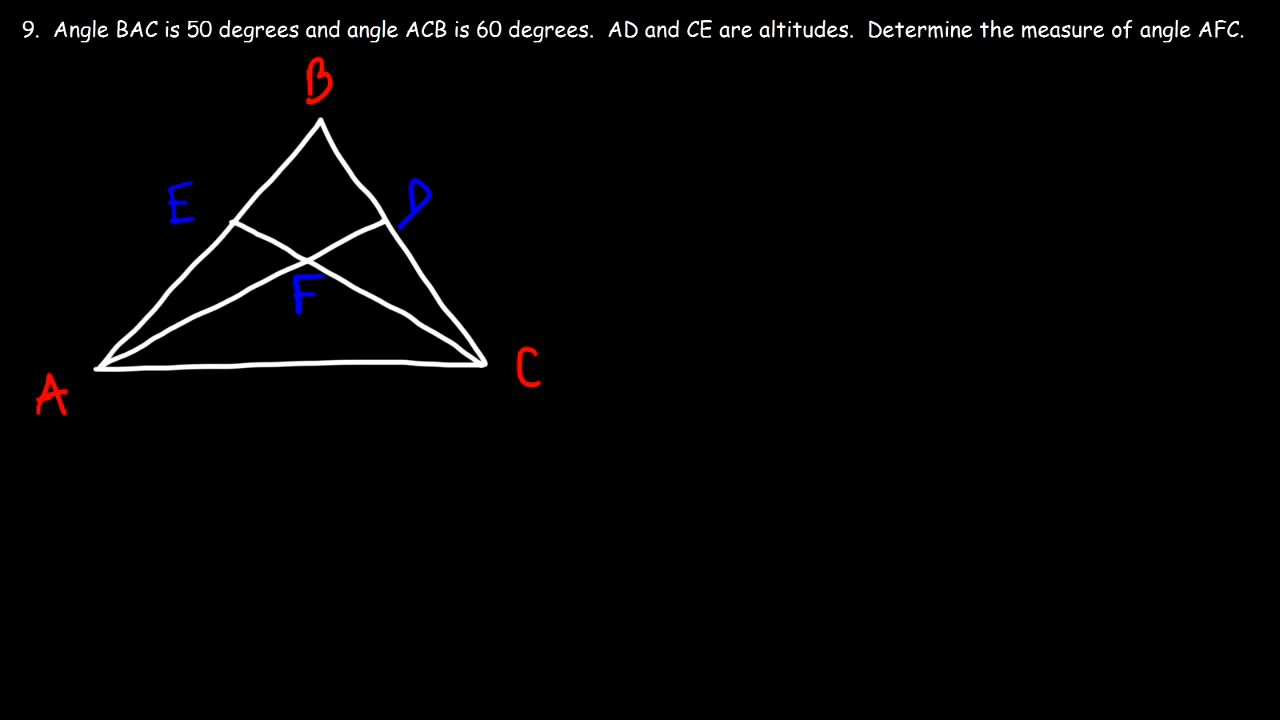 9. Angle BAC is 50 degrees and angle ACB is 60 degrees. AD and CE are altitudes. Determine the measure of angle AFC.
B
E
D
F
A
C